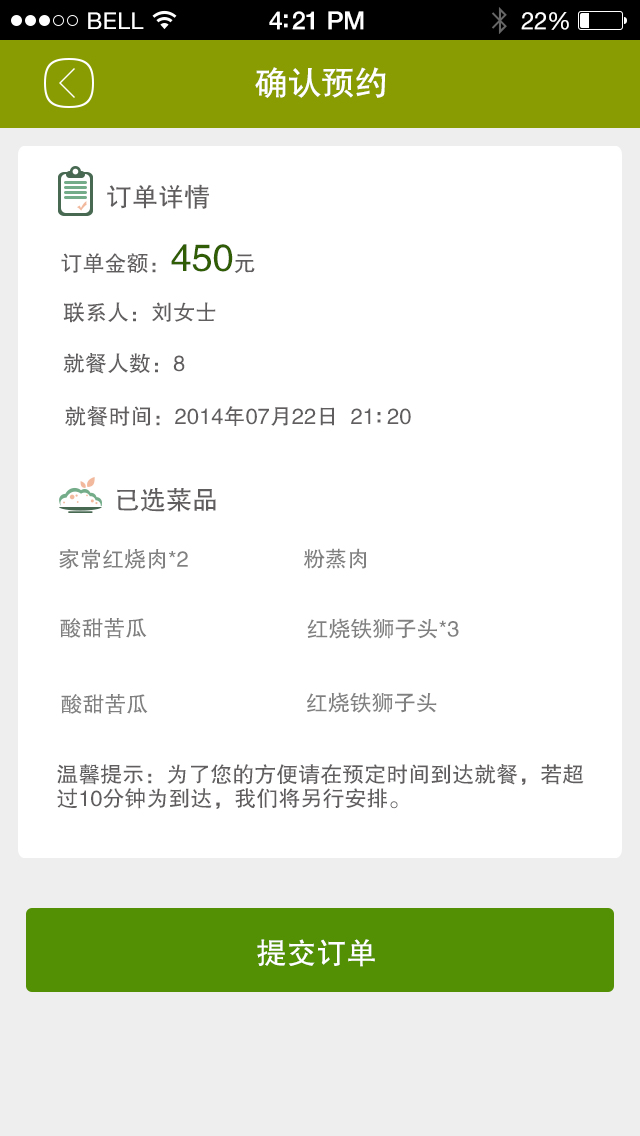 BELL 4:21 PM 22%
确认预约
订单详情
订单金额：450元
联系人：刘女士
就餐人数：8
就餐时间：2014年07月22日 21:20
已选菜品
家常红烧肉*2 粉蒸肉
酸甜苦瓜 红烧铁狮子头*3
酸甜苦瓜 红烧铁狮子头
温馨提示：为了您的方便请在预定时间到达就餐，若超
过10分钟为到达，我们将另行安排。
提交订单